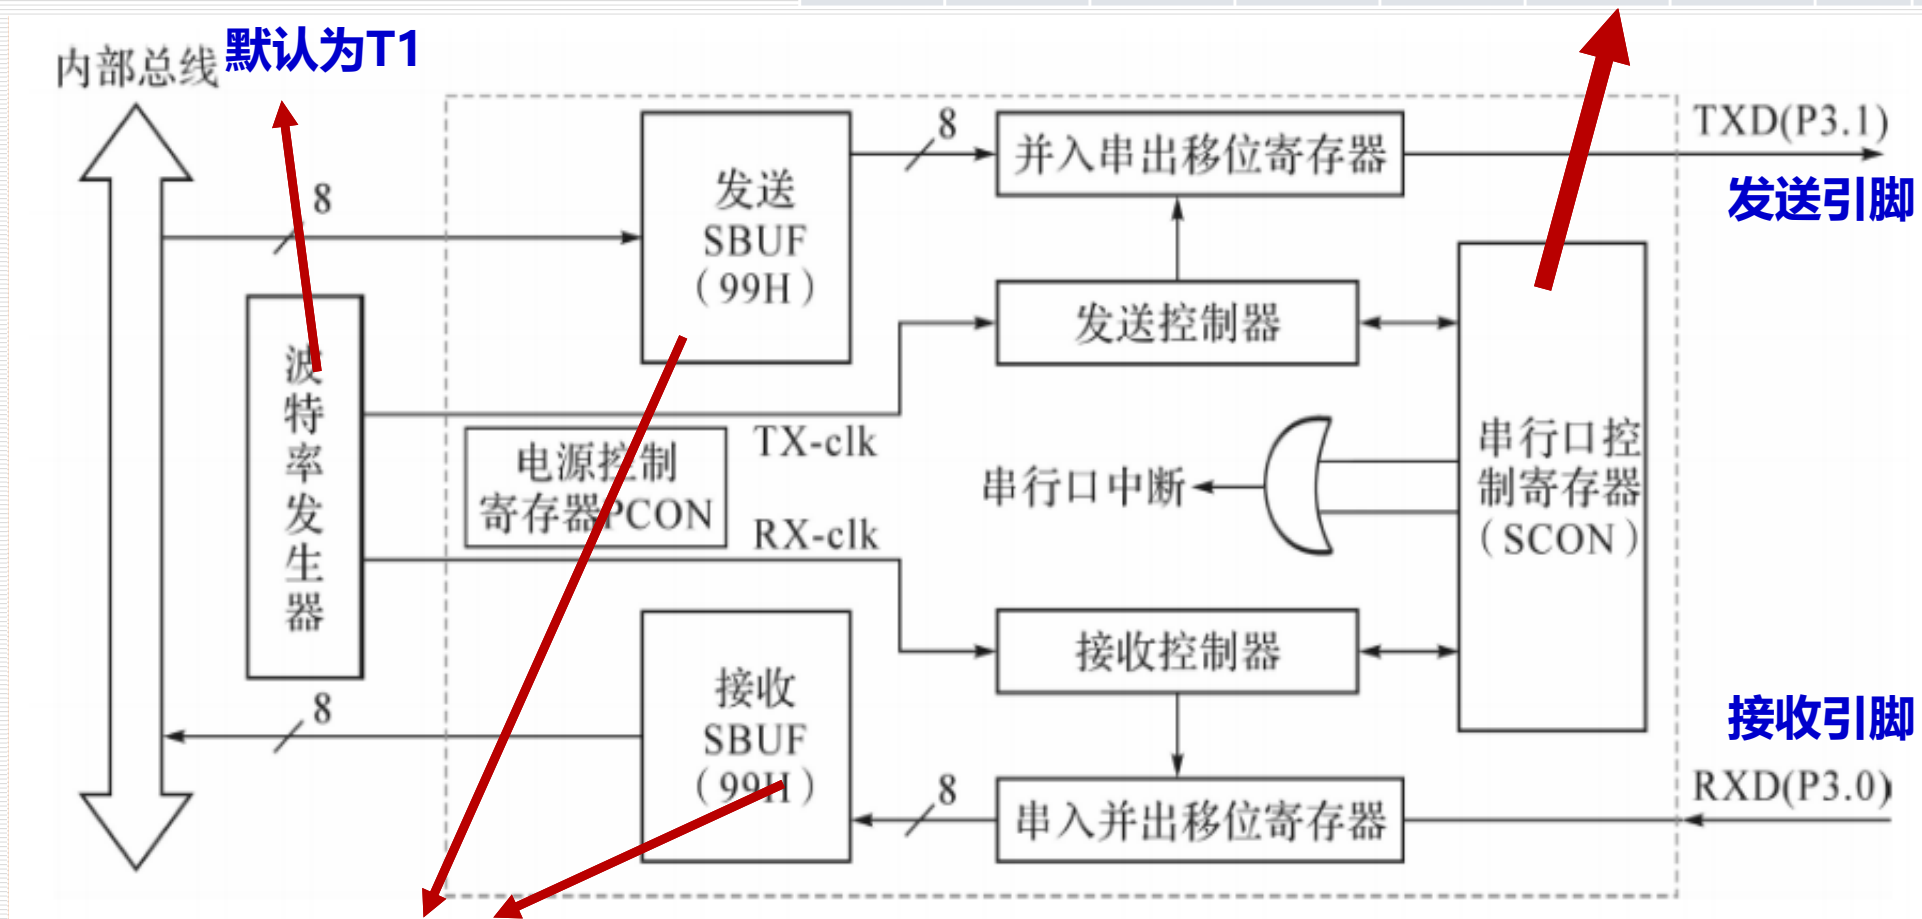 内部总线
默认为T1
8
发送
SBUF
(99H)
8
并入串出移位寄存器
TXD(P3.1)
发送引脚
波特率发生器
发送控制器
TX-clk
电源控制
寄存器PCON
RX-clk
串行口中断
串行口控
制寄存器
(SCON)
接收控制器
8
接收
SBUF
(99H)
8
串入并出移位寄存器
接收引脚
RXD(P3.0)